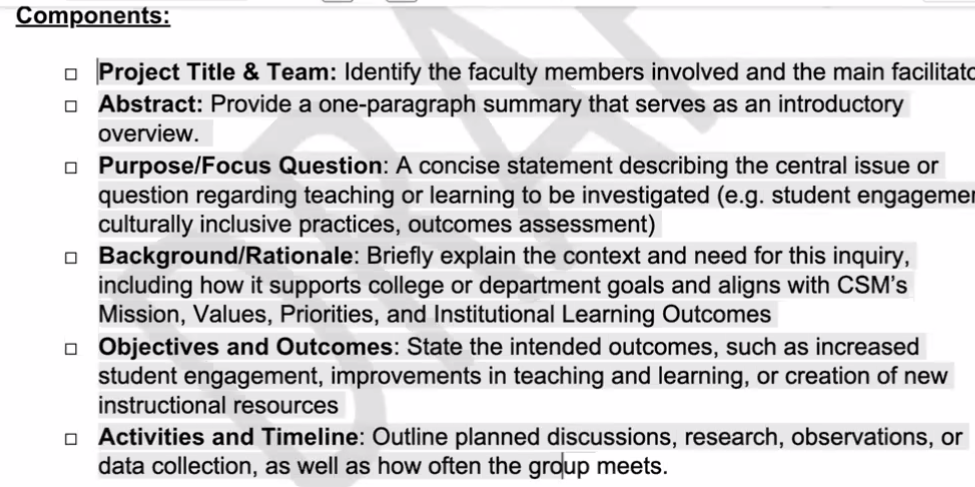 Components:
□ Project Title & Team: Identify the faculty members involved and the main
□ Abstract: Provide a one-paragraph summary that serves as an introductory
overview.
□ Purpose/Focus Question: A concise statement describing the central issue or
question regarding teaching or learning to be investigated (e.g. student
culturally inclusive practices, outcomes assessment)
□ Background/Rationale: Briefly explain the context and need for this inquiry,
including how it supports college or department goals and aligns with CSM's
Mission, Values, Priorities, and Institutional Learning Outcomes
□ Objectives and Outcomes: State the intended outcomes, such as increased
student engagement, improvements in teaching and learning, or creation of new
instructional resources
□ Activities and Timeline: Outline planned discussions, research, observations, or
data collection, as well as how often the group meets.